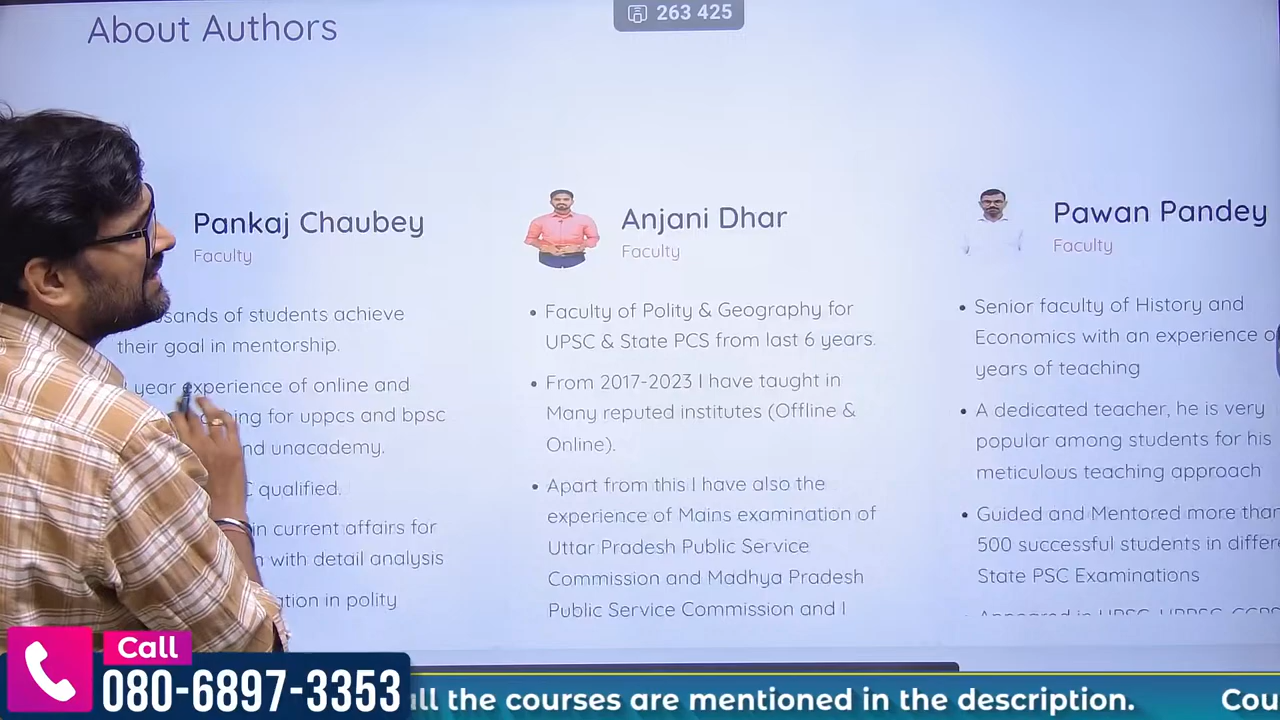 About Authors
263 425
Pankaj Chaubey
Faculty
of students achieve
their goal in mentorship.
year experience of online and
for uppcs and bpsc
unacademy.
qualified.
in current affairs for
with detail analysis
in polity
Anjani Dhar
Faculty
• Faculty of Polity & Geography for
UPSC & State PCS from last 6 years.
• From 2017-2023 I have taught in
Many reputed institutes (Offline &
Online).
• Apart from this I have also the
experience of Mains examination of
Uttar Pradesh Public Service
Commission and Madhya Pradesh
Public Service Commission and I
Pawan Pandey
Faculty
• Senior faculty of History and
Economics with an experience
years of teaching
• A dedicated teacher, he is very
popular among students for his
meticulous teaching approach
• Guided and Mentored more than
500 successful students in
State PSC Examinations
Call
080-6897-3353
all the courses are mentioned in the description.